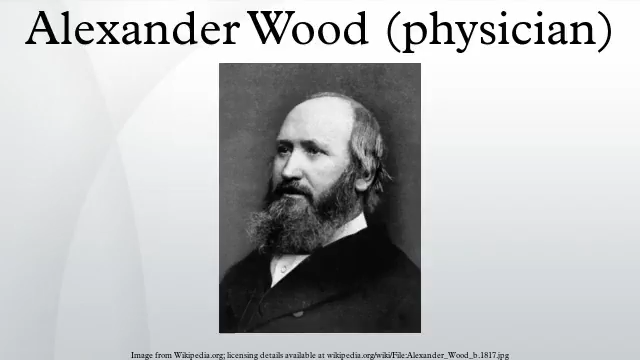 Alexander Wood (physician)
Image from Wikipedia.org; licensing details available at wikipedia.org/wiki/File:Alexander_Wood_b.1817.jpg